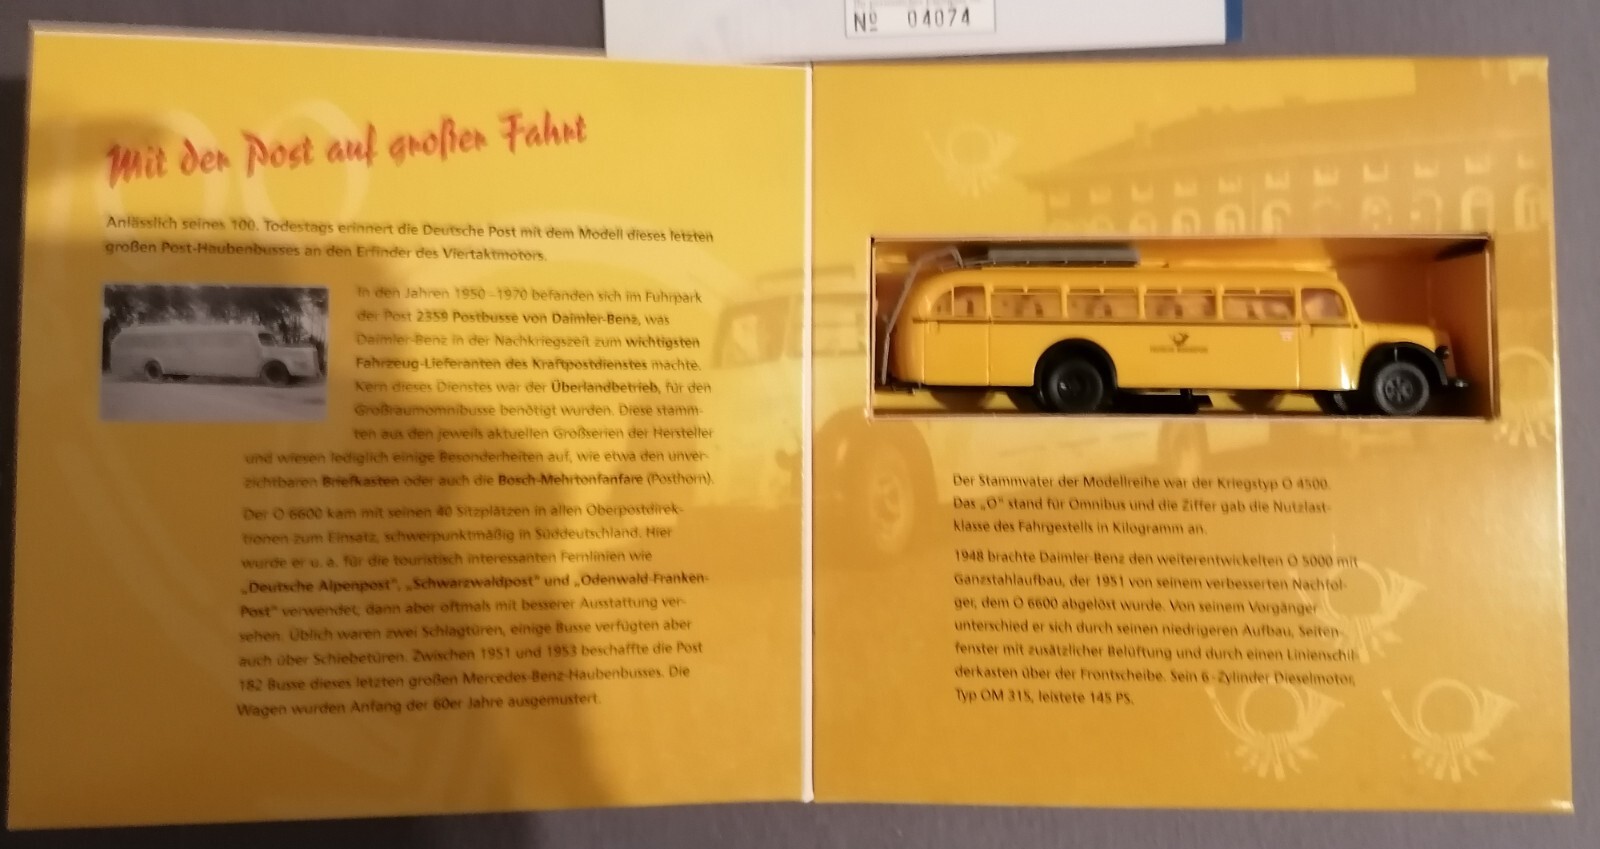 Nº 04074
Mit der Post auf großer Fahrt
Anlässlich seines 100. Todestags erinnert die Deutsche Post mit dem Modell dieses letzten
großen Post-Haubenbusses an den Erfinder des Viertaktmotors.
In den Jahren 1950–1970 befanden sich im Fuhrpark
der Post 2359 Postbusse von Daimler-Benz, was
Daimler-Benz in der Nachkriegszeit zum wichtigsten
Fahrzeug-Lieferanten des Kraftpostdienstes machte.
Kern dieses Dienstes war der Überlandbetrieb, für den
Großraumomnibusse benötigt wurden. Diese stamm-
ten aus den jeweils aktuellen Großserien der Hersteller
und wiesen lediglich einige Besonderheiten auf, wie etwa den unver-
zichtbaren Briefkasten oder auch die Bosch-Mehrtonfanfare (Posthorn).
Der O 6600 kam mit seinen 40 Sitzplätzen in allen Oberpostdirek-
tionen zum Einsatz, schwerpunktmäßig in Süddeutschland. Hier
wurde er u. a. für die touristisch interessanten Fernlinien wie
„Deutsche Alpenpost“, „Schwarzwaldpost“ und „Odenwald-Franken-
Post“ verwendet; dann aber oftmals mit besserer Ausstattung ver-
sehen. Üblich waren zwei Schlagtüren, einige Busse verfügten aber
auch über Schiebetüren. Zwischen 1951 und 1953 beschaffte die Post
182 Busse dieses letzten großen Mercedes-Benz-Haubenbusses. Die
Wagen wurden Anfang der 60er Jahre ausgemustert.
Der Stammvater der Modellreihe war der Kriegstyp O 4500.
Das „O“ stand für Omnibus und die Ziffer gab die Nutzlast-
klasse des Fahrgestells in Kilogramm an.
1948 brachte Daimler-Benz den weiterentwickelten O 5000 mit
Ganzstahlaufbau, der 1951 von seinem verbesserten Nachfol-
ger, dem O 6600 abgelöst wurde. Von seinem Vorgänger
unterschied er sich durch seinen niedrigeren Aufbau, Seiten-
fenster mit zusätzlicher Belüftung und durch einen Linienschil-
derkasten über der Frontscheibe. Sein 6-Zylinder Dieselmotor,
Typ OM 315, leistete 145 PS.